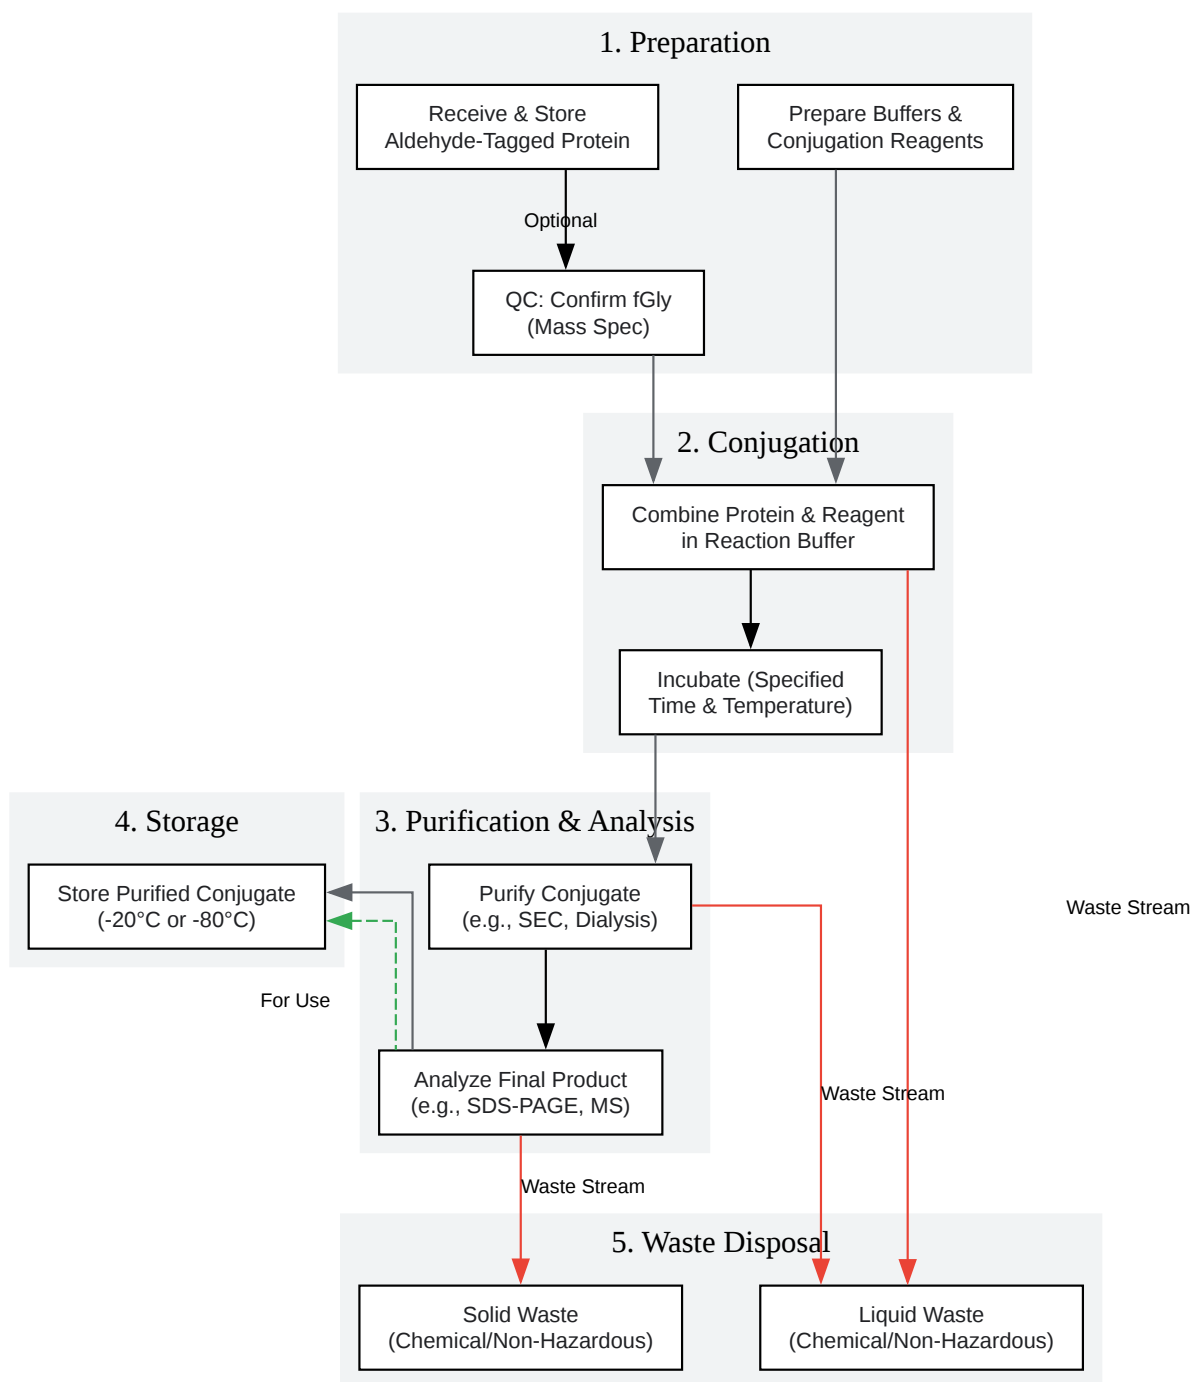 1. Preparation
Receive & Store
Aldehyde-Tagged Protein
Prepare Buffers &
Conjugation Reagents
Optional
QC: Confirm fGly
(Mass Spec)
2. Conjugation
Combine Protein & Reagent
in Reaction Buffer
Incubate (Specified
Time & Temperature)
4. Storage
Store Purified Conjugate
(-20°C or -80°C)
3. Purification & Analysis
Purify Conjugate
(e.g., SEC, Dialysis)
Waste Stream
For Use
Analyze Final Product
(e.g., SDS-PAGE, MS)
Waste Stream
Waste Stream
5. Waste Disposal
Solid Waste
(Chemical/Non-Hazardous)
Liquid Waste
(Chemical/Non-Hazardous)